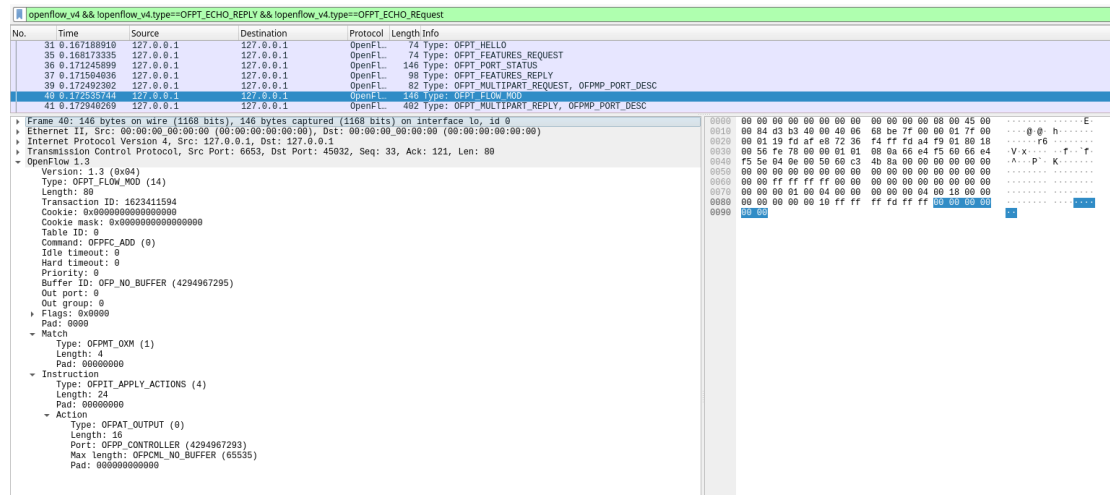 openflow_v4 && !openflow_v4.type==OFPT_ECHO_REPLY && !openflow_v4.type==OFPT_ECHO_REquest
No. Time Source Destination Protocol Length Info
31 0.167188910 127.0.0.1 127.0.0.1 OpenFl… 74 Type: OFPT_HELLO
35 0.168173335 127.0.0.1 127.0.0.1 OpenFl… 74 Type: OFPT_FEATURES_REQUEST
36 0.171245899 127.0.0.1 127.0.0.1 OpenFl… 146 Type: OFPT_PORT_STATUS
37 0.171504036 127.0.0.1 127.0.0.1 OpenFl… 98 Type: OFPT_FEATURES_REPLY
39 0.172492302 127.0.0.1 127.0.0.1 OpenFl… 82 Type: OFPT_MULTIPART_REQUEST, OFPMP_PORT_DESC
40 0.172535744 127.0.0.1 127.0.0.1 OpenFl… 146 Type: OFPT_FLOW_MOD
41 0.172940269 127.0.0.1 127.0.0.1 OpenFl… 402 Type: OFPT_MULTIPART_REPLY, OFPMP_PORT_DESC
Frame 40: 146 bytes on wire (1168 bits), 146 bytes captured (1168 bits) on interface lo, id 0
Ethernet II, Src: 00:00:00_00:00:00 (00:00:00:00:00:00), Dst: 00:00:00_00:00:00 (00:00:00:00:00:00)
Internet Protocol Version 4, Src: 127.0.0.1, Dst: 127.0.0.1
Transmission Control Protocol, Src Port: 6653, Dst Port: 45032, Seq: 33, Ack: 121, Len: 80
OpenFlow 1.3
Version: 1.3 (0x04)
Type: OFPT_FLOW_MOD (14)
Length: 80
Transaction ID: 1623411594
Cookie: 0x0000000000000000
Cookie mask: 0x0000000000000000
Table ID: 0
Command: OFPFC_ADD (0)
Idle timeout: 0
Hard timeout: 0
Priority: 0
Buffer ID: OFP_NO_BUFFER (4294967295)
Out port: 0
Out group: 0
Flags: 0x0000
Pad: 0000
Match
Type: OFPMT_OXM (1)
Length: 4
Pad: 00000000
Instruction
Type: OFPIT_APPLY_ACTIONS (4)
Length: 24
Pad: 00000000
Action
Type: OFPAT_OUTPUT (0)
Length: 16
Port: OFPP_CONTROLLER (4294967293)
Max length: OFPCML_NO_BUFFER (65535)
Pad: 000000000000
0000 00 00 00 00 00 00 00 00 00 00 00 00 08 00 45 00 ········ ······E·
0010 00 84 d3 b3 40 00 40 06 68 be 7f 00 00 01 7f 00 ····@·@· h·······
0020 00 01 19 fd af e8 72 36 f4 ff fd a4 f9 01 80 18 ······r6 ········
0030 00 56 fe 78 00 00 01 01 08 0a 66 e4 f5 60 66 e4 ·V·x···· ··f··`f·
0040 f5 5e 04 0e 00 50 60 c3 4b 8a 00 00 00 00 00 00 ·^···P`· K·······
0050 00 00 00 00 00 00 00 00 00 00 00 00 00 00 00 00 ········ ········
0060 00 00 ff ff ff ff 00 00 00 00 00 00 00 00 00 00 ········ ········
0070 00 00 00 01 00 04 00 00 00 00 00 04 00 18 00 00 ········ ········
0080 00 00 00 00 00 10 ff ff ff fd ff ff 00 00 00 00 ········ ········
0090 00 00 ··